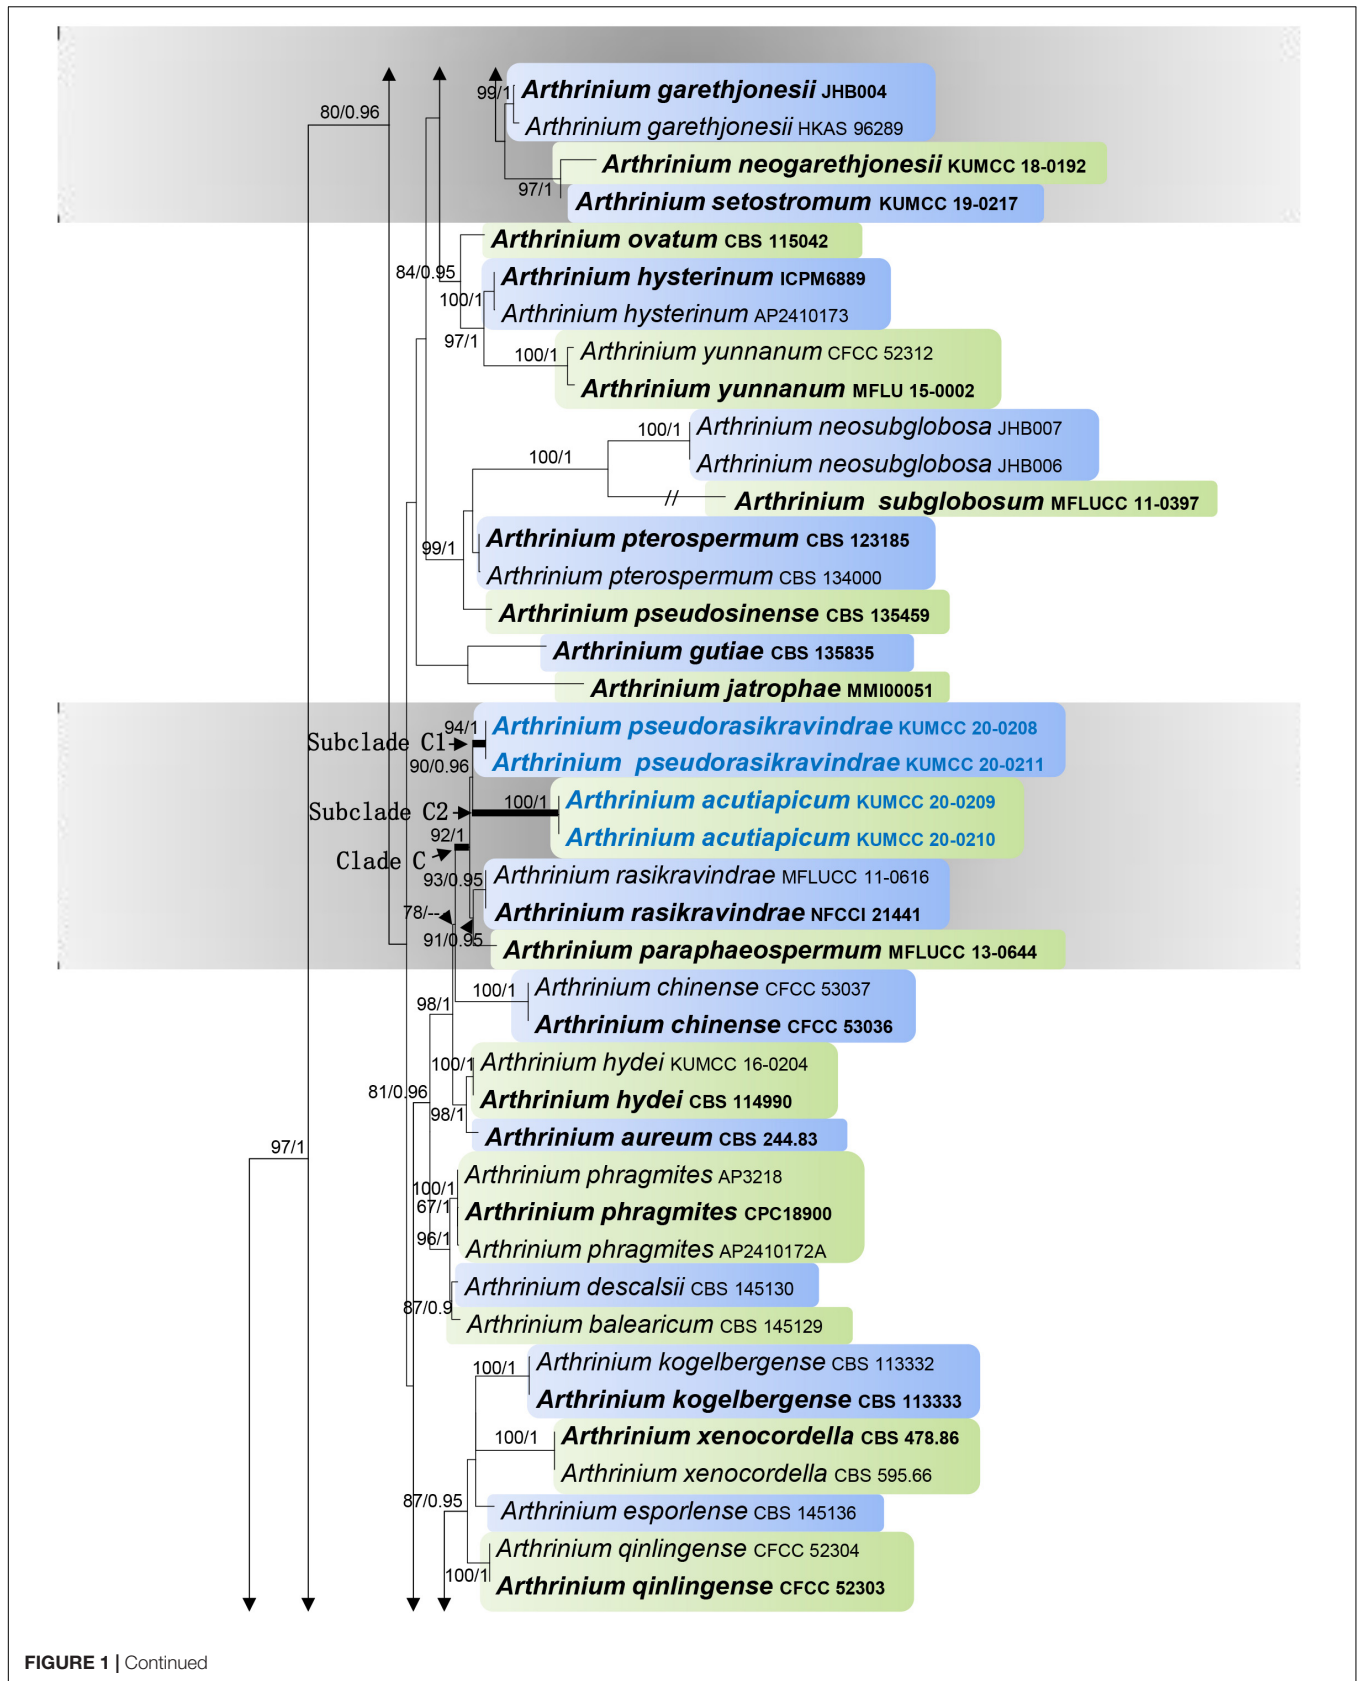 80/0.96
99/1
Arthrinium garethjonesii JHB004
Arthrinium garethjonesii HKAS 96289
Arthrinium neogarethjonesii KUMCC 18-0192
97/1
Arthrinium setostromum KUMCC 19-0217
Arthrinium ovatum CBS 115042
84/0.95
Arthrinium hysterinum ICPM6889
100/1
Arthrinium hysterinum AP2410173
97/1
100/1
Arthrinium yunnanum CFCC 52312
Arthrinium yunnanum MFLU 15-0002
100/1
Arthrinium neosubglobosa JHB007
100/1
Arthrinium neosubglobosa JHB006
//
Arthrinium subglobosum MFLUCC 11-0397
99/1
Arthrinium pterospermum CBS 123185
Arthrinium pterospermum CBS 134000
Arthrinium pseudosinense CBS 135459
Arthrinium gutiae CBS 135835
Arthrinium jatrophae MMI00051
94/1
Arthrinium pseudorasikravindrae KUMCC 20-0208
Subclade C1
90/0.96
Arthrinium pseudorasikravindrae KUMCC 20-0211
Subclade C2
100/1
Arthrinium acutiapicum KUMCC 20-0209
92/1
Arthrinium acutiapicum KUMCC 20-0210
Clade C
93/0.95
Arthrinium rasikravindrae MFLUCC 11-0616
78/--
Arthrinium rasikravindrae NFCCI 21441
91/0.95
Arthrinium paraphaeospermum MFLUCC 13-0644
100/1
Arthrinium chinense CFCC 53037
98/1
Arthrinium chinense CFCC 53036
100/1
Arthrinium hydei KUMCC 16-0204
81/0.96
Arthrinium hydei CBS 114990
98/1
Arthrinium aureum CBS 244.83
97/1
Arthrinium phragmites AP3218
100/1
67/1
Arthrinium phragmites CPC18900
96/1
Arthrinium phragmites AP2410172A
Arthrinium descalsii CBS 145130
87/0.9
Arthrinium balearicum CBS 145129
100/1
Arthrinium kogelbergense CBS 113332
Arthrinium kogelbergense CBS 113333
100/1
Arthrinium xenocordella CBS 478.86
Arthrinium xenocordella CBS 595.66
87/0.95
Arthrinium esporlense CBS 145136
Arthrinium qinlingense CFCC 52304
100/1
Arthrinium qinlingense CFCC 52303
FIGURE 1 | Continued